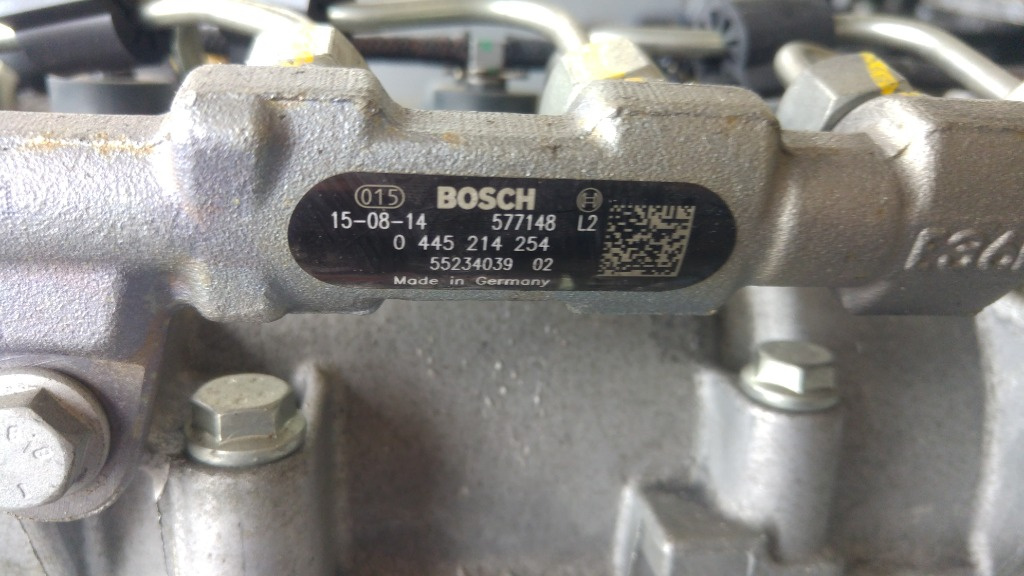 015 BOSCH
15-08-14 577148 L2
0 445 214 254
55234039 02
Made in Germany